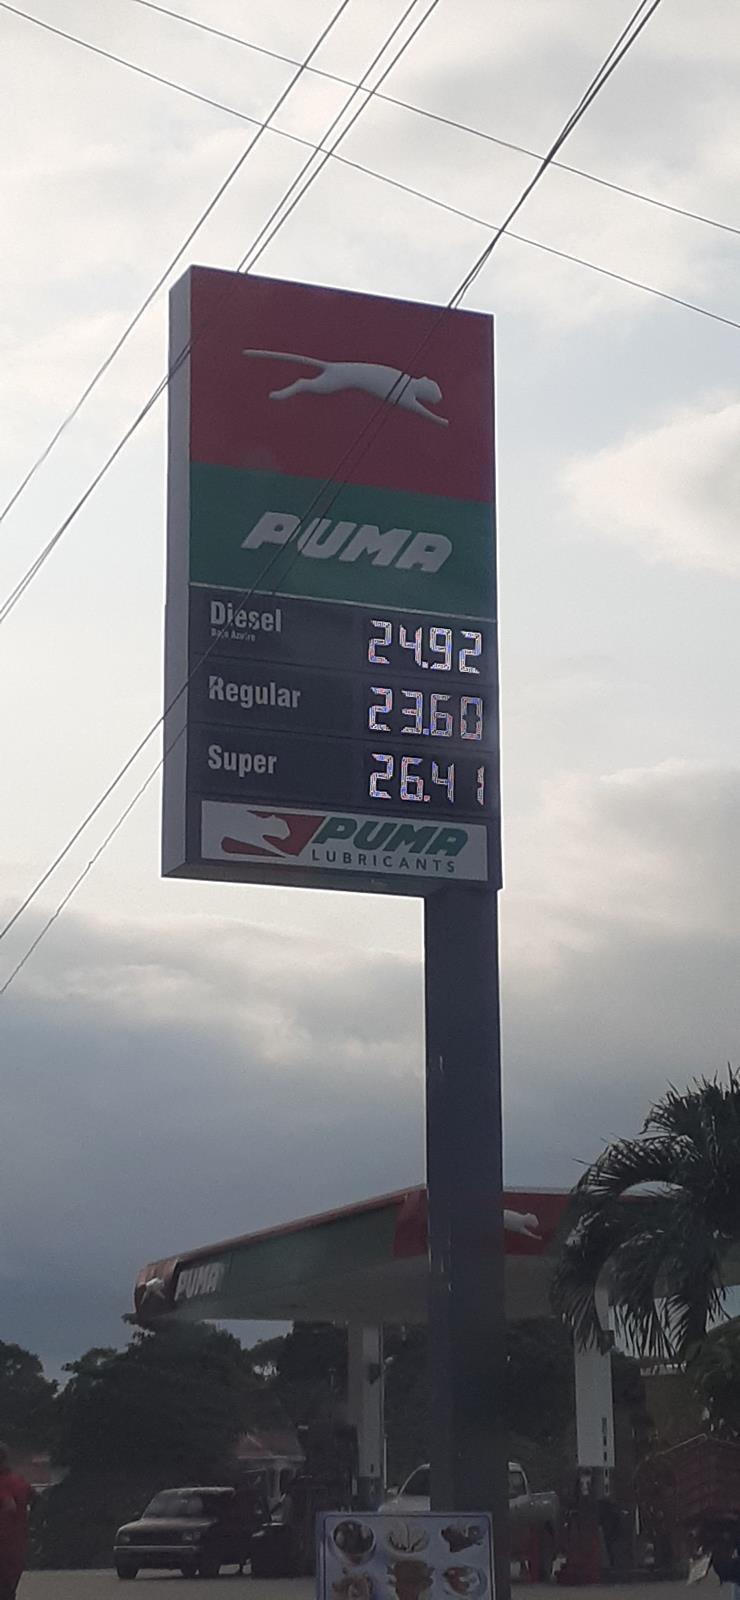 PUMA
Diesel
24.92
Regular
23.60
Super
26.41
PUMA
LUBRICANTS
PUMA